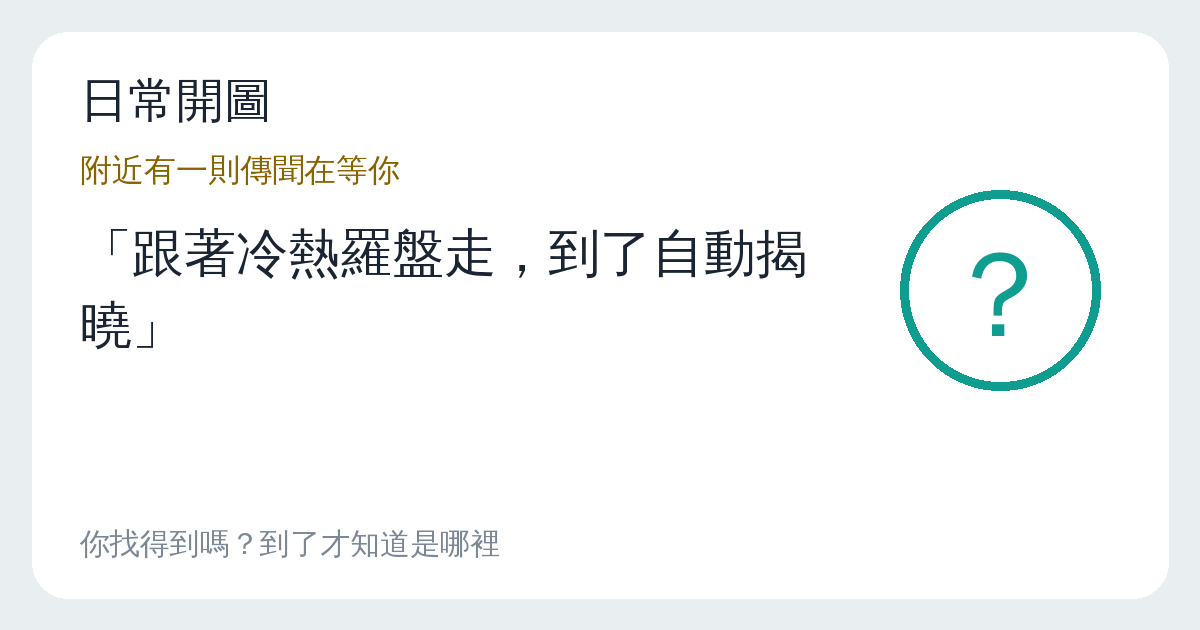 日常開圖
附近有一則傳聞在等你
「跟著冷熱羅盤走，到了自動揭
曉」
?
你找得到嗎？到了才知道是哪裡